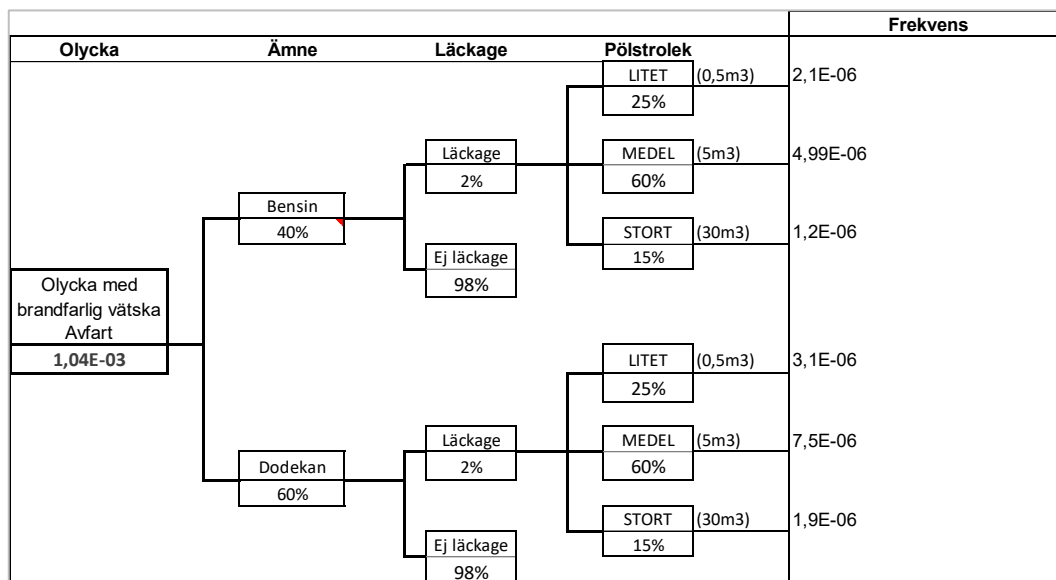 Frekvens
Olycka Ämne Läckage Pölstrolek
LITET (0,5m3) 2,1E-06
25%
Läckage MEDEL (5m3) 4,99E-06
2% 60%
Bensin
40%
STORT (30m3) 1,2E-06
15%
Ej läckage
98%
Olycka med
brandfarlig vätska
Avfart
1,04E-03
LITET (0,5m3) 3,1E-06
25%
Läckage MEDEL (5m3) 7,5E-06
2% 60%
Dodekan
60%
STORT (30m3) 1,9E-06
15%
Ej läckage
98%